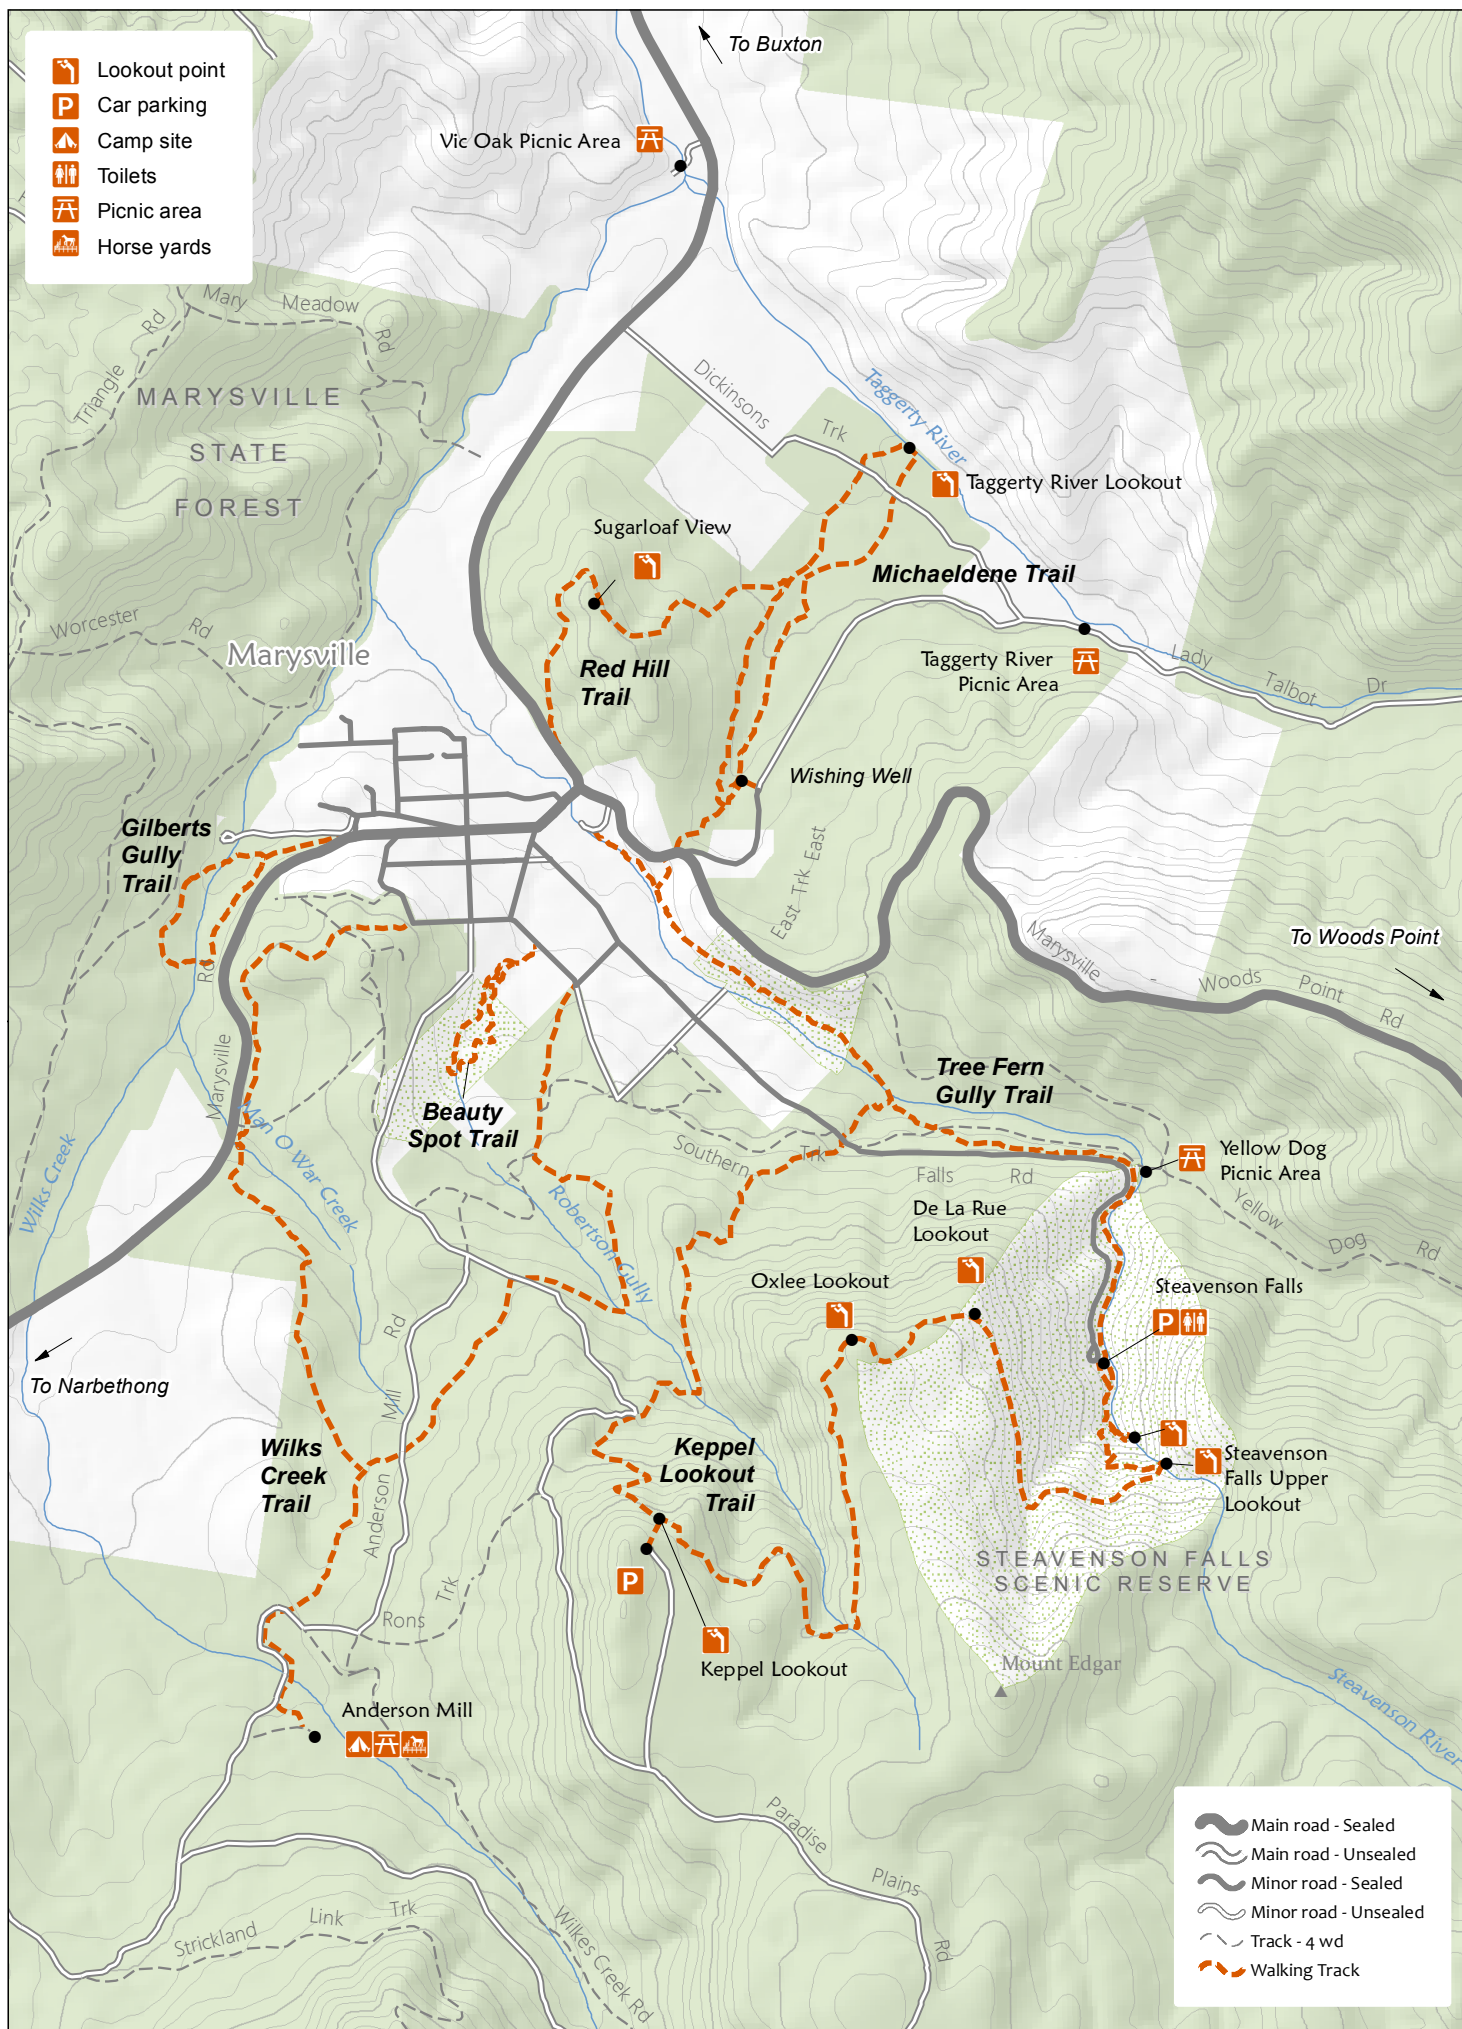 Lookout point
Car parking
Camp site
Toilets
Picnic area
Horse yards
To Buxton
Vic Oak Picnic Area
Mary Meadow Rd
Triangle Rd
MARYSVILLE
STATE
FOREST
Dickinsons Trk
Taggerty River
Taggerty River Lookout
Sugarloaf View
Michaeldene Trail
Worcester Rd
Marysville
Red Hill
Trail
Taggerty River
Picnic Area
Lady Talbot Dr
Wishing Well
Gilberts
Gully
Trail
East Trk East
To Woods Point
Marysville - Woods Point Rd
Marysville Rd
Tree Fern
Gully Trail
Beauty
Spot Trail
Man O War Creek
Wilks Creek
Southern Trk
Falls Rd
Yellow Dog
Picnic Area
Yellow Dog Rd
De La Rue
Lookout
Robertson Gully
Oxlee Lookout
Steavenson Falls
To Narbethong
Anderson Mill Rd
Wilks
Creek
Trail
Keppel
Lookout
Trail
Steavenson
Falls Upper
Lookout
STEAVENSON FALLS
SCENIC RESERVE
Rons Trk
Keppel Lookout
Mount Edgar
Steavenson River
Anderson Mill
Paradise Plains Rd
Strickland Link Trk
Wilkes Creek Rd
Main road - Sealed
Main road - Unsealed
Minor road - Sealed
Minor road - Unsealed
Track - 4 wd
Walking Track
P
P
P